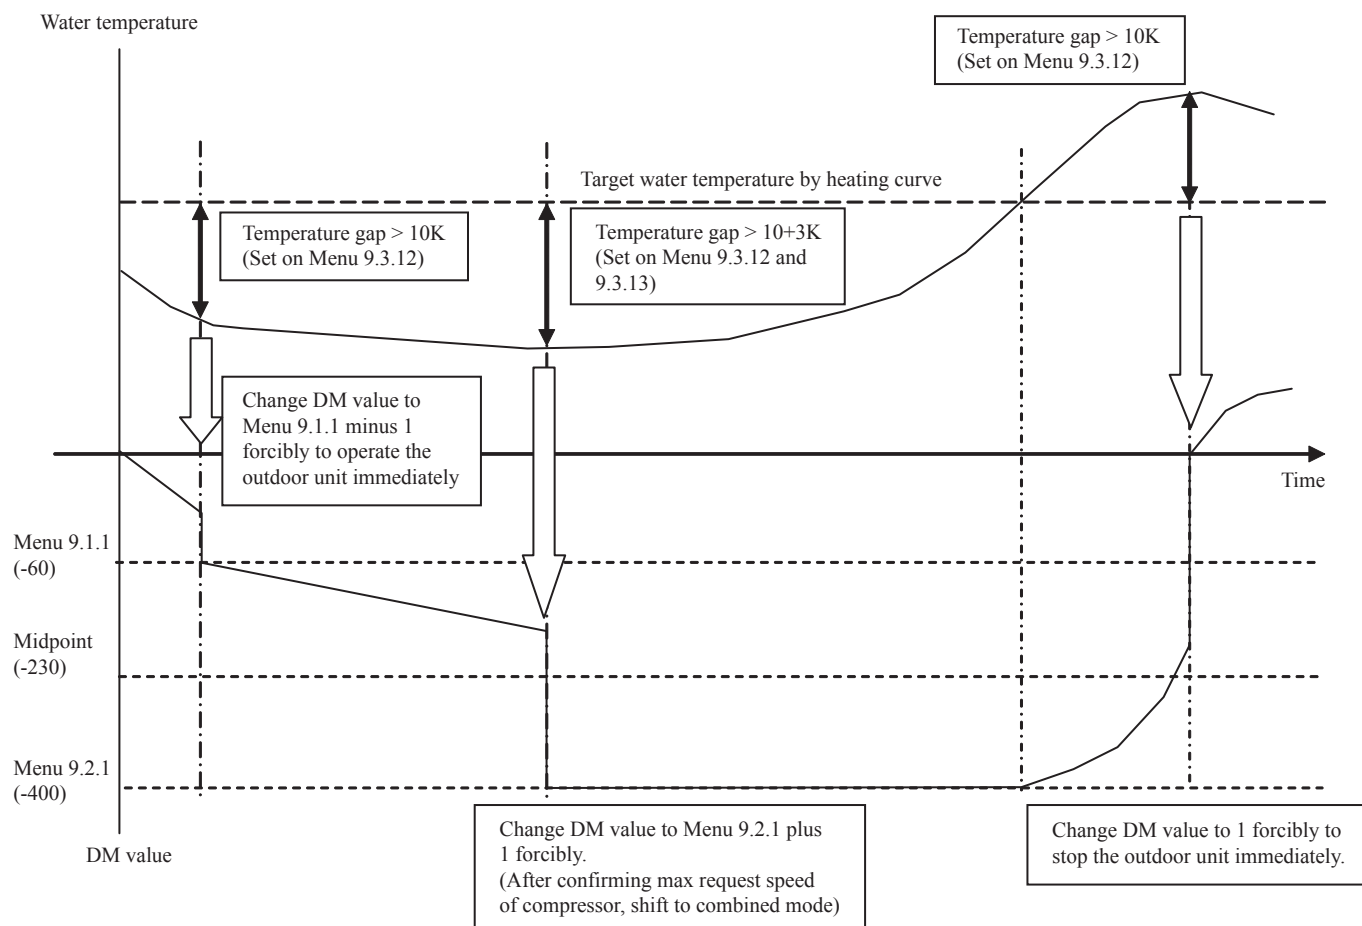 Water temperature
Temperature gap > 10K
(Set on Menu 9.3.12)
Target water temperature by heating curve
Temperature gap > 10K
(Set on Menu 9.3.12)
Temperature gap > 10+3K
(Set on Menu 9.3.12 and
9.3.13)
Change DM value to
Menu 9.1.1 minus 1
forcibly to operate the
outdoor unit immediately
Time
Menu 9.1.1
(-60)
Midpoint
(-230)
Menu 9.2.1
(-400)
DM value
Change DM value to Menu 9.2.1 plus
1 forcibly.
(After confirming max request speed
of compressor, shift to combined mode)
Change DM value to 1 forcibly to
stop the outdoor unit immediately.